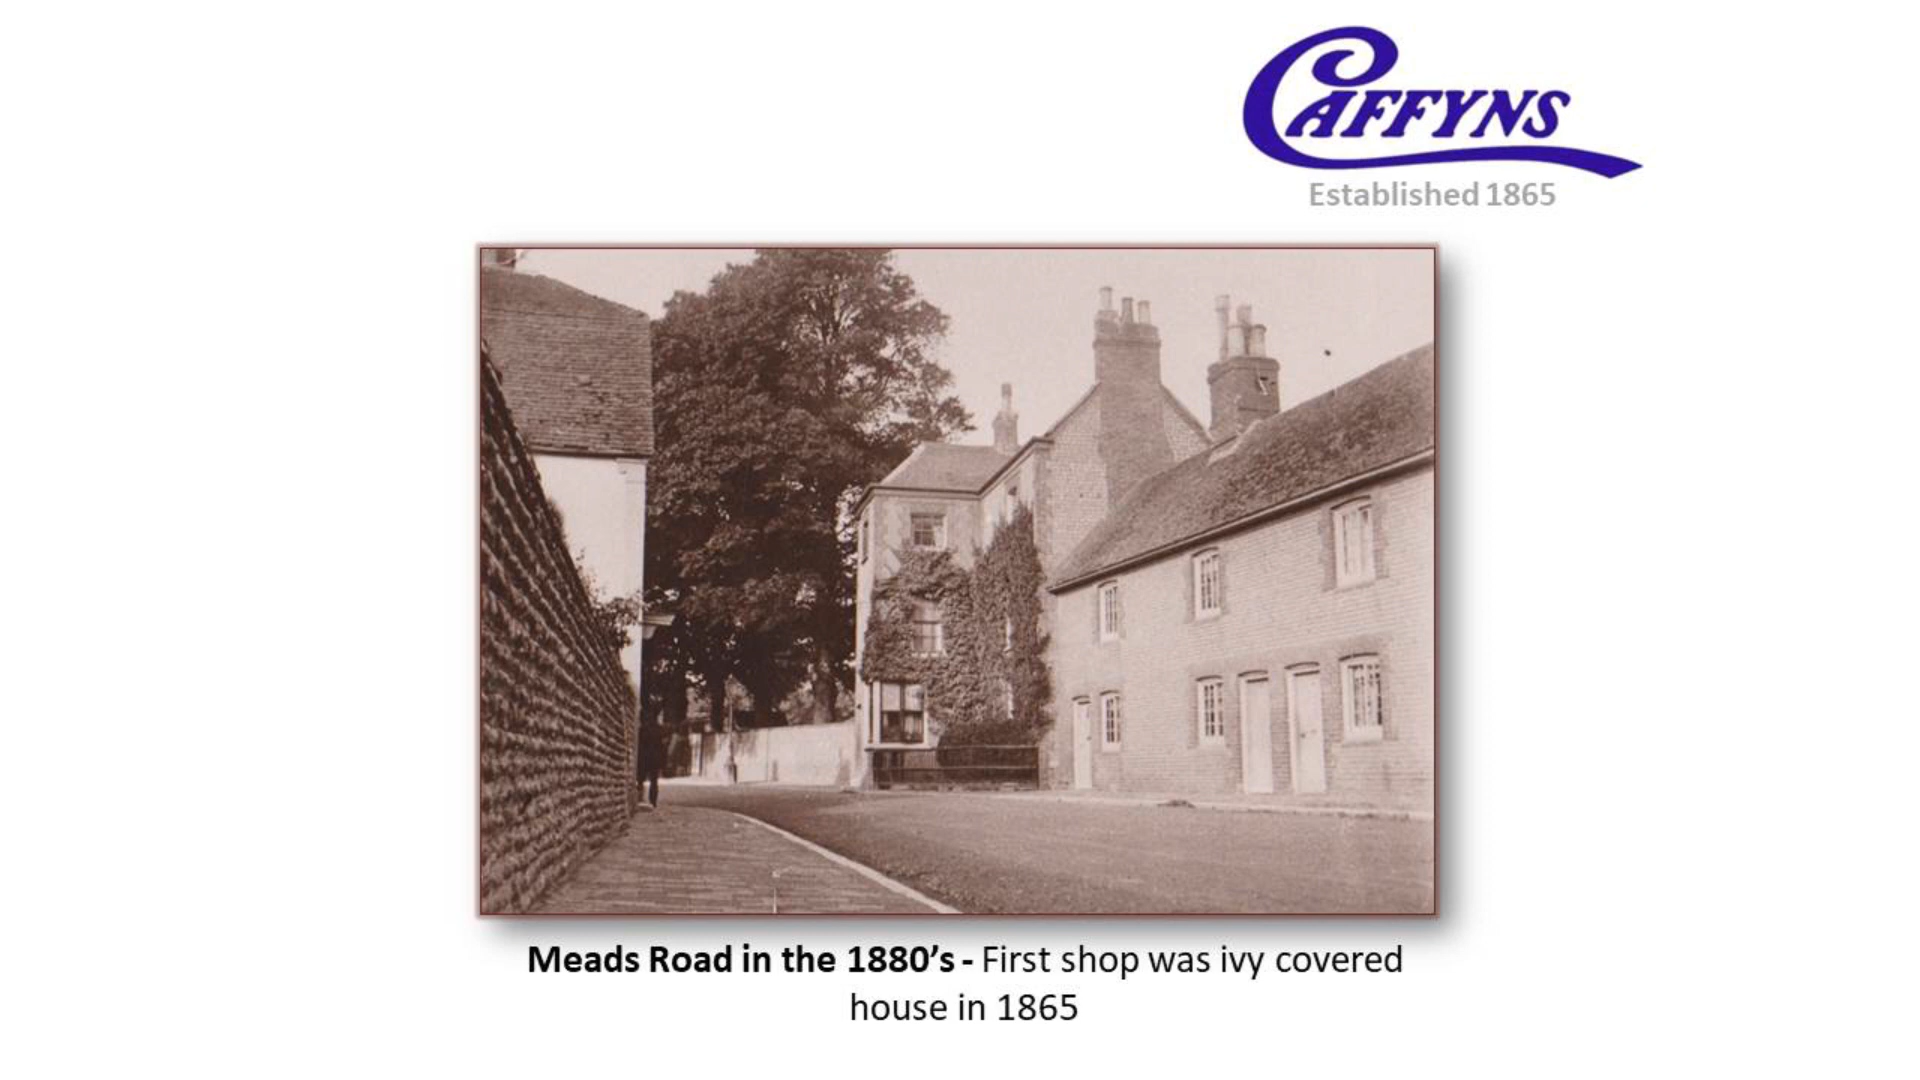 CAFFYNS
Established 1865
Meads Road in the 1880’s - First shop was ivy covered
house in 1865